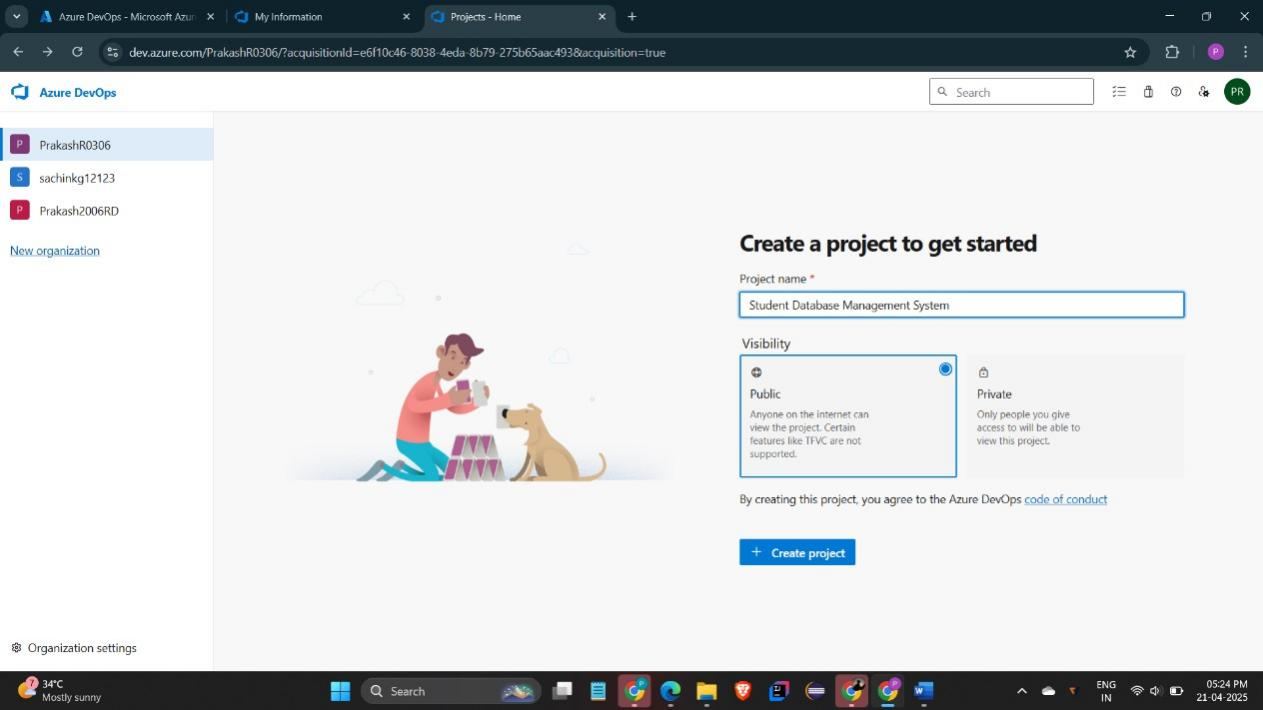 Azure DevOps - Microsoft Azur
My Information
Projects - Home
dev.azure.com/PrakashR0306/?acquisitionId=e6f10c46-8038-4eda-8b79-275b65aac493&acquisition=true
P
Azure DevOps
Search
PR
P PrakashR0306
S sachinkg12123
P Prakash2006RD
New organization
Create a project to get started
Project name *
Student Database Management System
Visibility
Public
Anyone on the internet can
view the project. Certain
features like TFVC are not
supported.
Private
Only people you give
access to will be able to
view this project.
By creating this project, you agree to the Azure DevOps code of conduct
+ Create project
Organization settings
7
34°C
Mostly sunny
Search
ENG
IN
05:24 PM
21-04-2025